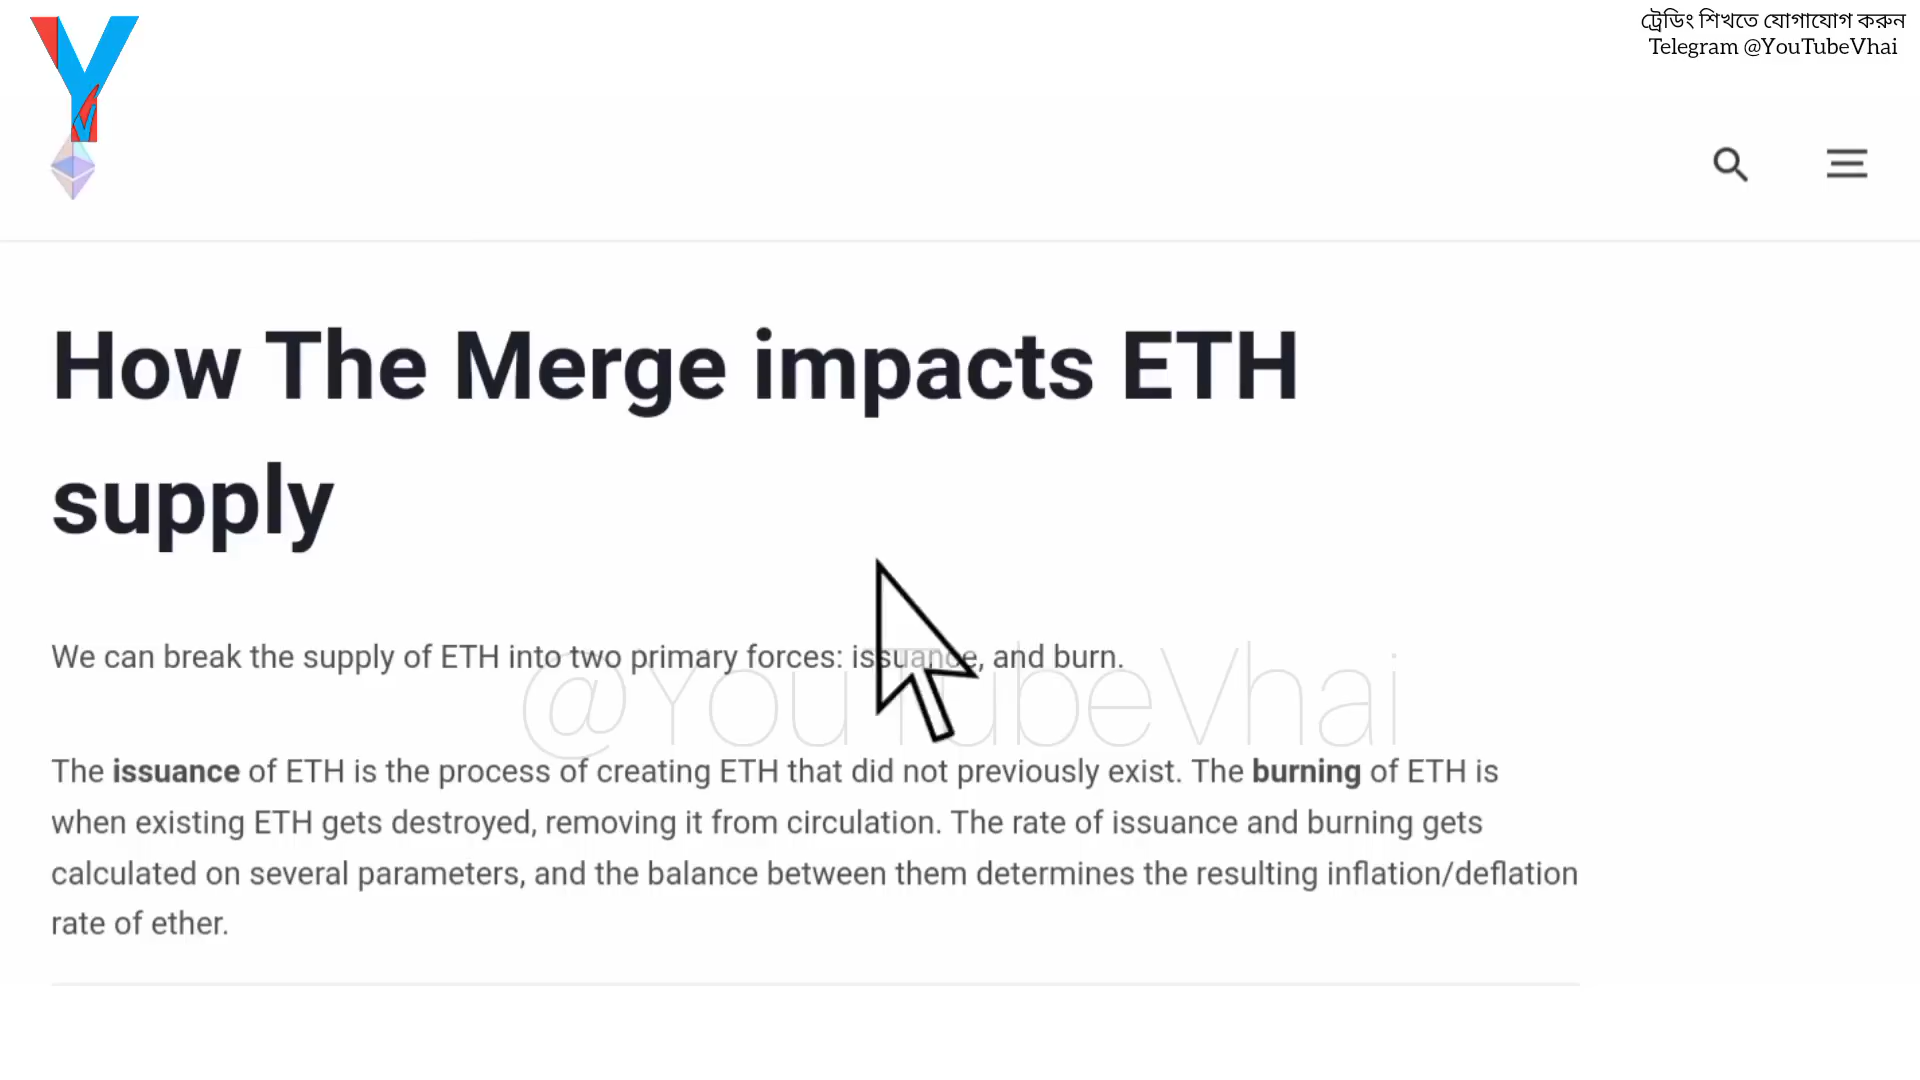 ট্রেডিং শিখতে যোগাযোগ করুন
Telegram @YouTubeVhai
How The Merge impacts ETH
supply
We can break the supply of ETH into two primary forces: issuance, and burn.
@YouTubeVhai
The issuance of ETH is the process of creating ETH that did not previously exist. The burning of ETH is
when existing ETH gets destroyed, removing it from circulation. The rate of issuance and burning gets
calculated on several parameters, and the balance between them determines the resulting inflation/deflation
rate of ether.